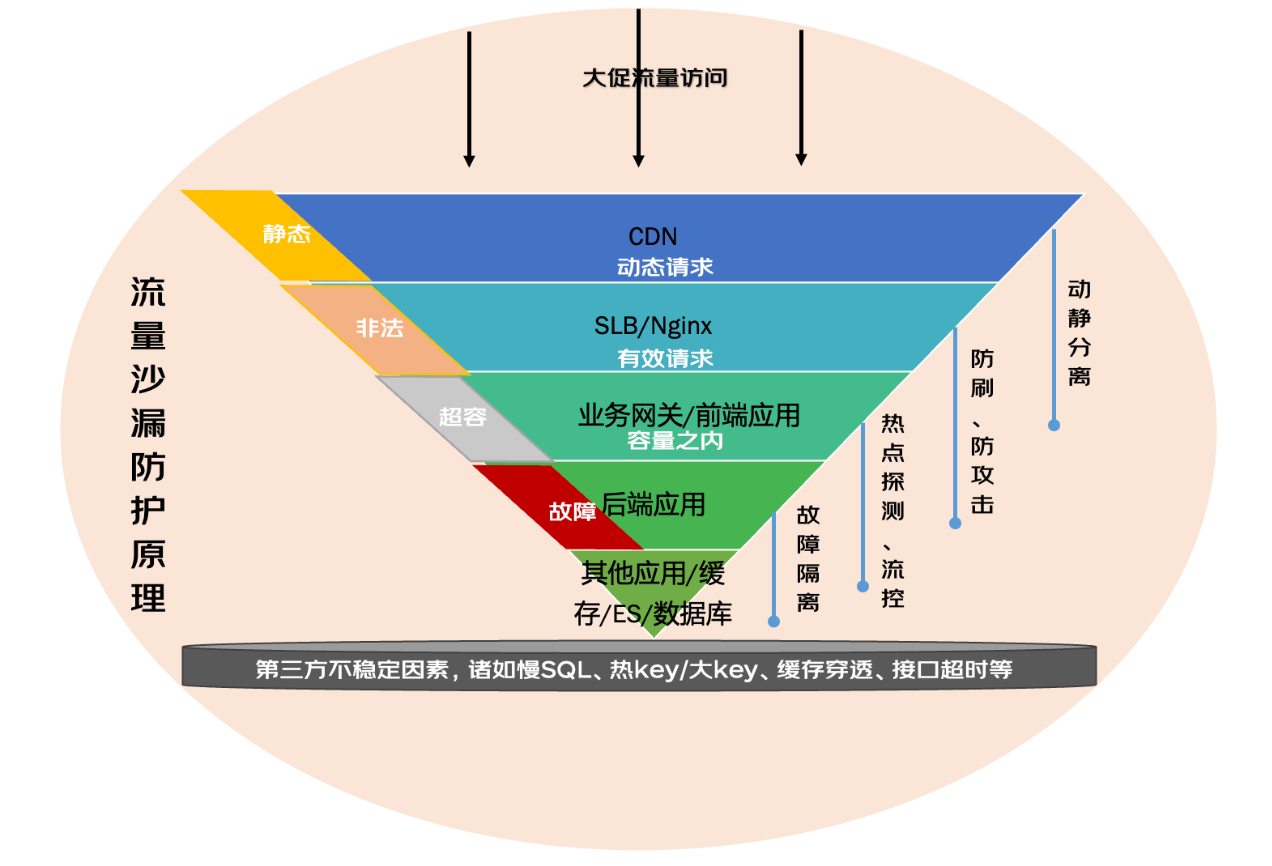 大促流量访问
流量沙漏防护原理
静态
CDN
动态请求
动静分离
非法
SLB/Nginx
有效请求
防刷、防攻击
超容
业务网关/前端应用
容量之内
热点探测、流控
故障
后端应用
故障隔离
其他应用/缓
存/ES/数据库
第三方不稳定因素，诸如慢SQL、热key/大key、缓存穿透、接口超时等